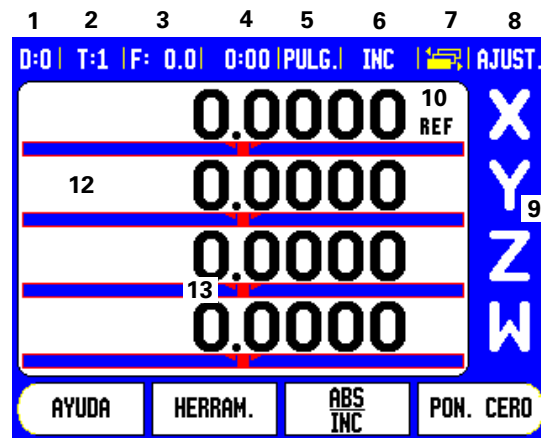 1 2 3 4 5 6 7 8
D:0 T:1 F: 0.0 0:00 PULG. INC AJUST.
0.0000 10 REF X
12 0.0000 Y 9
0.0000 Z
13 0.0000 W
AYUDA HERRAM. ABS INC PON. CERO